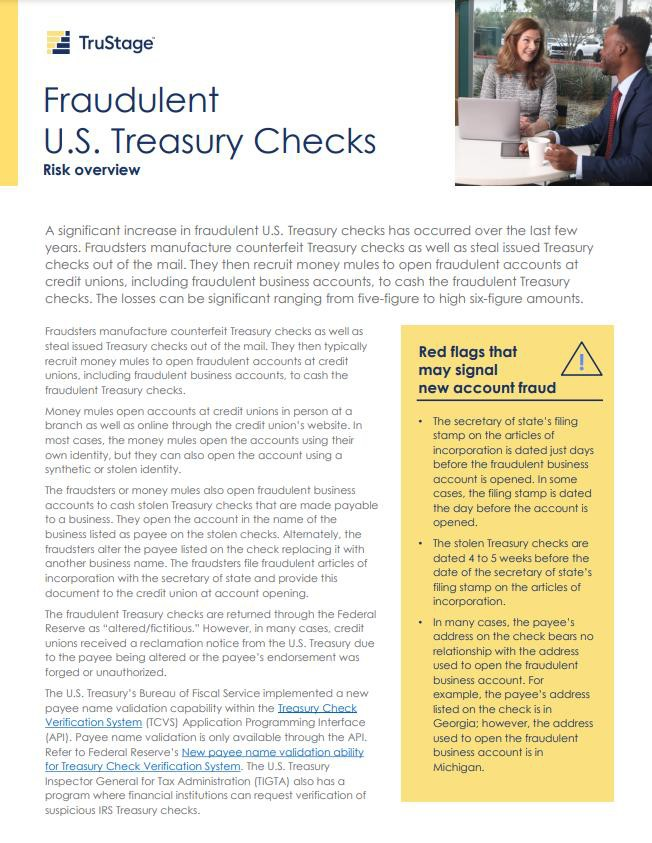 TruStage™
Fraudulent
U.S. Treasury Checks
Risk overview
A significant increase in fraudulent U.S. Treasury checks has occurred over the last few
years. Fraudsters manufacture counterfeit Treasury checks as well as steal issued Treasury
checks out of the mail. They then recruit money mules to open fraudulent accounts at
credit unions, including fraudulent business accounts, to cash the fraudulent Treasury
checks. The losses can be significant ranging from five-figure to high six-figure amounts.
Fraudsters manufacture counterfeit Treasury checks as well as
steal issued Treasury checks out of the mail. They then typically
recruit money mules to open fraudulent accounts at credit
unions, including fraudulent business accounts, to cash the
fraudulent Treasury checks.
Money mules open accounts at credit unions in person at a
branch as well as online through the credit union's website. In
most cases, the money mules open the accounts using their
own identity, but they can also open the account using a
synthetic or stolen identity.
The fraudsters or money mules also open fraudulent business
accounts to cash stolen Treasury checks that are made payable
to a business. They open the account in the name of the
business listed as payee on the stolen checks. Alternately, the
fraudsters alter the payee listed on the check replacing it with
another business name. The fraudsters file fraudulent articles of
incorporation with the secretary of state and provide this
document to the credit union at account opening.
The fraudulent Treasury checks are returned through the Federal
Reserve as "altered/fictitious." However, in many cases, credit
unions received a reclamation notice from the U.S. Treasury due
to the payee being altered or the payee's endorsement was
forged or unauthorized.
The U.S. Treasury's Bureau of Fiscal Service implemented a new
payee name validation capability within the Treasury Check
Verification System (TCVS) Application Programming Interface
(API). Payee name validation is only available through the API.
Refer to Federal Reserve's New payee name validation ability
for Treasury Check Verification System. The U.S. Treasury
Inspector General for Tax Administration (TIGTA) also has a
program where financial institutions can request verification of
suspicious IRS Treasury checks.
Red flags that
may signal
new account fraud
!
• The secretary of state's filing
stamp on the articles of
incorporation is dated just days
before the fraudulent business
account is opened. In some
cases, the filing stamp is dated
the day before the account is
opened.
• The stolen Treasury checks are
dated 4 to 5 weeks before the
date of the secretary of state's
filing stamp on the articles of
incorporation.
• In many cases, the payee's
address on the check bears no
relationship with the address
used to open the fraudulent
business account. For
example, the payee's address
listed on the check is in
Georgia; however, the address
used to open the fraudulent
business account is in
Michigan.